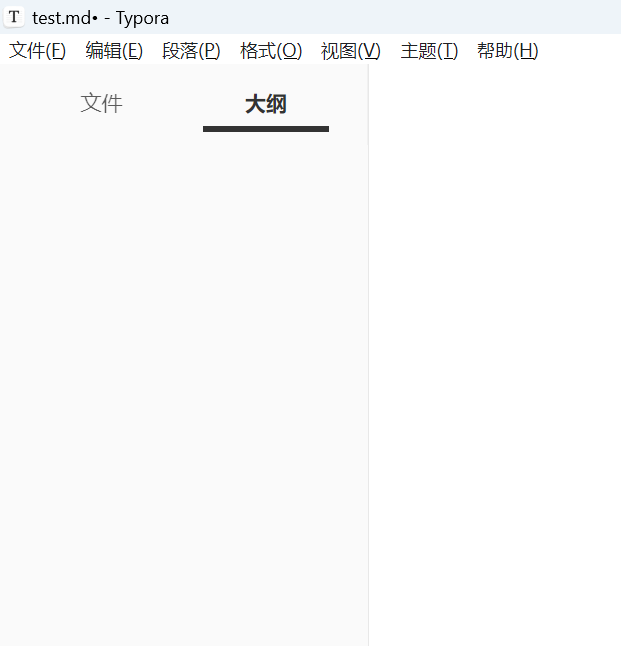 T test.md• - Typora
文件(F) 编辑(E) 段落(P) 格式(O) 视图(V) 主题(T) 帮助(H)
文件 大纲